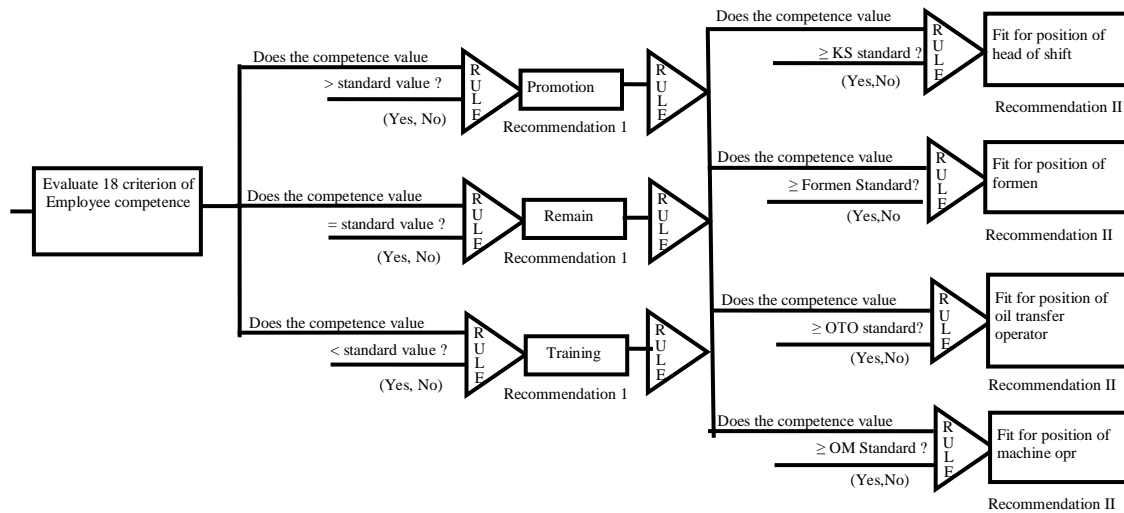 Evaluate 18 criterion of
Employee competence
Does the competence value
> standard value ?
(Yes, No)
RULE
Promotion
Recommendation 1
RULE
Does the competence value
= standard value ?
(Yes, No)
RULE
Remain
Recommendation 1
RULE
Does the competence value
< standard value ?
(Yes, No)
RULE
Training
Recommendation 1
RULE
Does the competence value
≥ KS standard ?
(Yes,No)
RULE
Fit for position of
head of shift
Recommendation II
Does the competence value
≥ Formen Standard?
(Yes,No
RULE
Fit for position of
formen
Recommendation II
Does the competence value
≥ OTO standard?
(Yes,No)
RULE
Fit for position of
oil transfer
operator
Recommendation II
Does the competence value
≥ OM Standard ?
(Yes,No)
RULE
Fit for position of
machine opr
Recommendation II